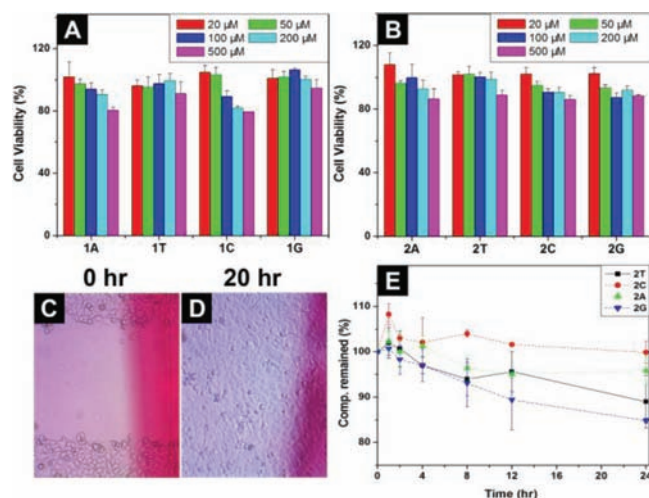 A
20 μM 50 μM
100 μM 200 μM
500 μM
Cell Viability (%)
120
80
40
0
1A 1T 1C 1G
B
20 μM 50 μM
100 μM 200 μM
500 μM
Cell Viability (%)
120
80
40
0
2A 2T 2C 2G
0 hr 20 hr
C
D
E
2T
2C
2A
2G
Comp. remained (%)
110
100
90
80
0 4 8 12 16 20 24
Time (hr)